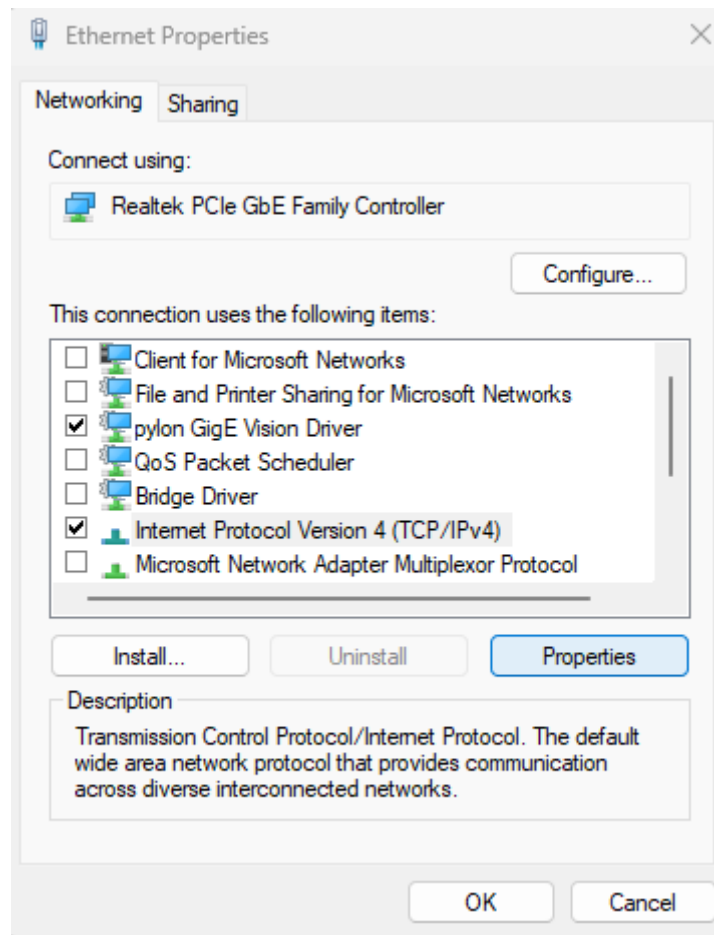 Ethernet Properties
Networking
Sharing
Connect using:
Realtek PCIe GbE Family Controller
Configure...
This connection uses the following items:
Client for Microsoft Networks
File and Printer Sharing for Microsoft Networks
pylon GigE Vision Driver
QoS Packet Scheduler
Bridge Driver
Internet Protocol Version 4 (TCP/IPv4)
Microsoft Network Adapter Multiplexor Protocol
Install...
Uninstall
Properties
Description
Transmission Control Protocol/Internet Protocol. The default
wide area network protocol that provides communication
across diverse interconnected networks.
OK
Cancel